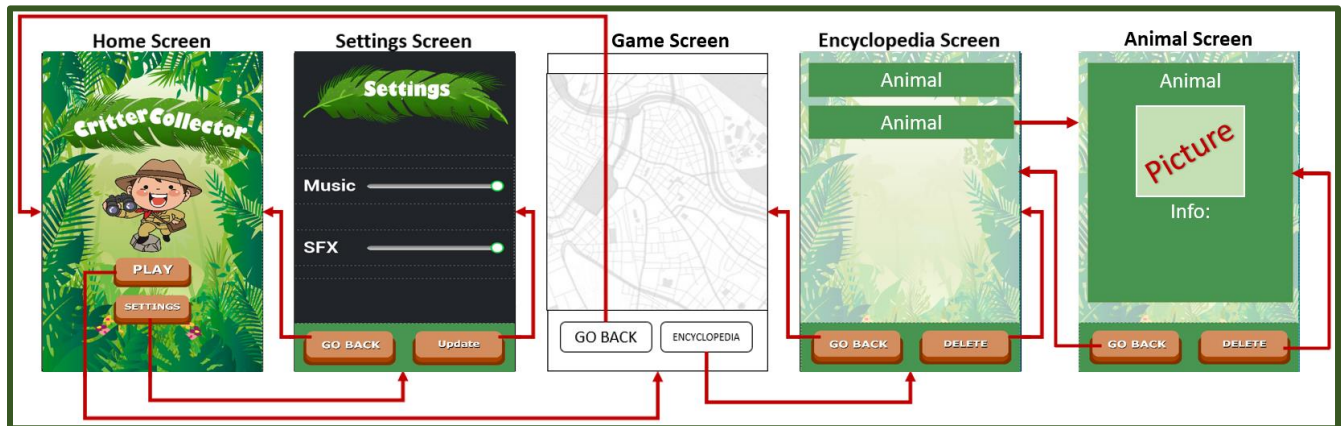 Home Screen
CritterCollector
PLAY
SETTINGS
Settings Screen
Settings
Music
SFX
GO BACK
Update
Game Screen
GO BACK
ENCYCLOPEDIA
Encyclopedia Screen
Animal
Animal
GO BACK
DELETE
Animal Screen
Animal
Picture
Info:
GO BACK
DELETE